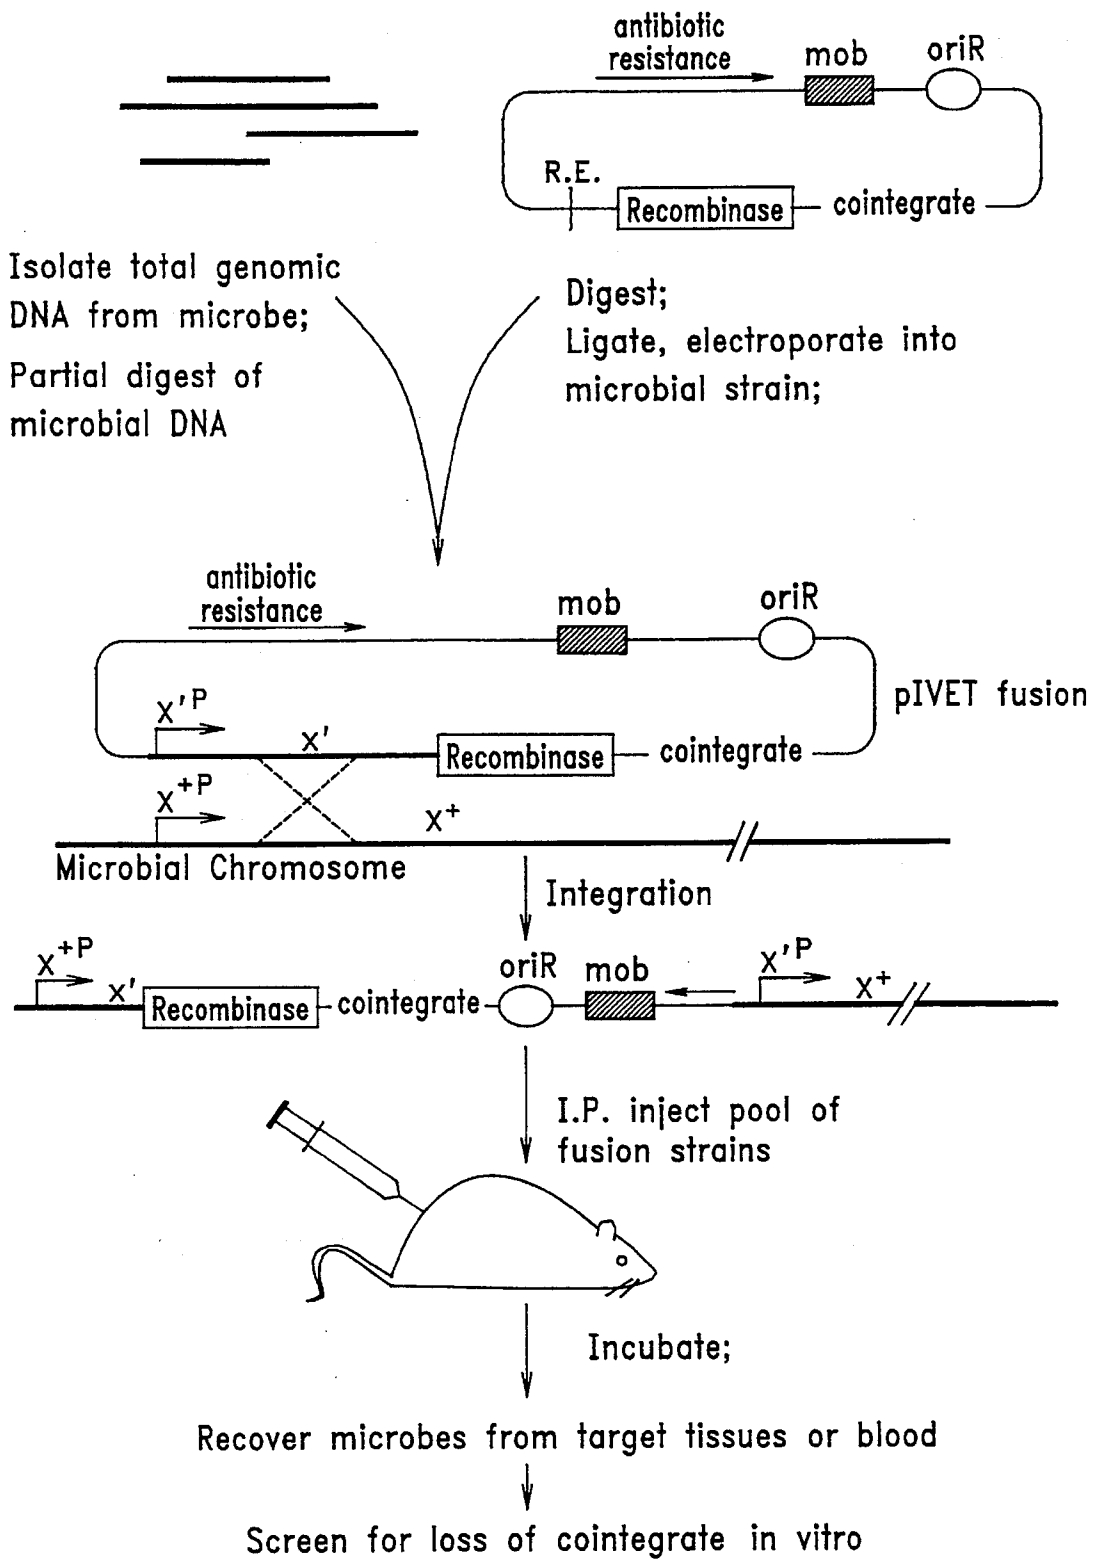 antibiotic
resistance
mob
oriR
R.E.
Recombinase
cointegrate
Isolate total genomic
DNA from microbe;
Partial digest of
microbial DNA
Digest;
Ligate, electroporate into
microbial strain;
antibiotic
resistance
mob
oriR
pIVET fusion
X'P
X'
Recombinase
cointegrate
X+P
X+
Microbial Chromosome
Integration
X+P
X'
Recombinase
cointegrate
oriR
mob
X'P
X+
I.P. inject pool of
fusion strains
Incubate;
Recover microbes from target tissues or blood
Screen for loss of cointegrate in vitro